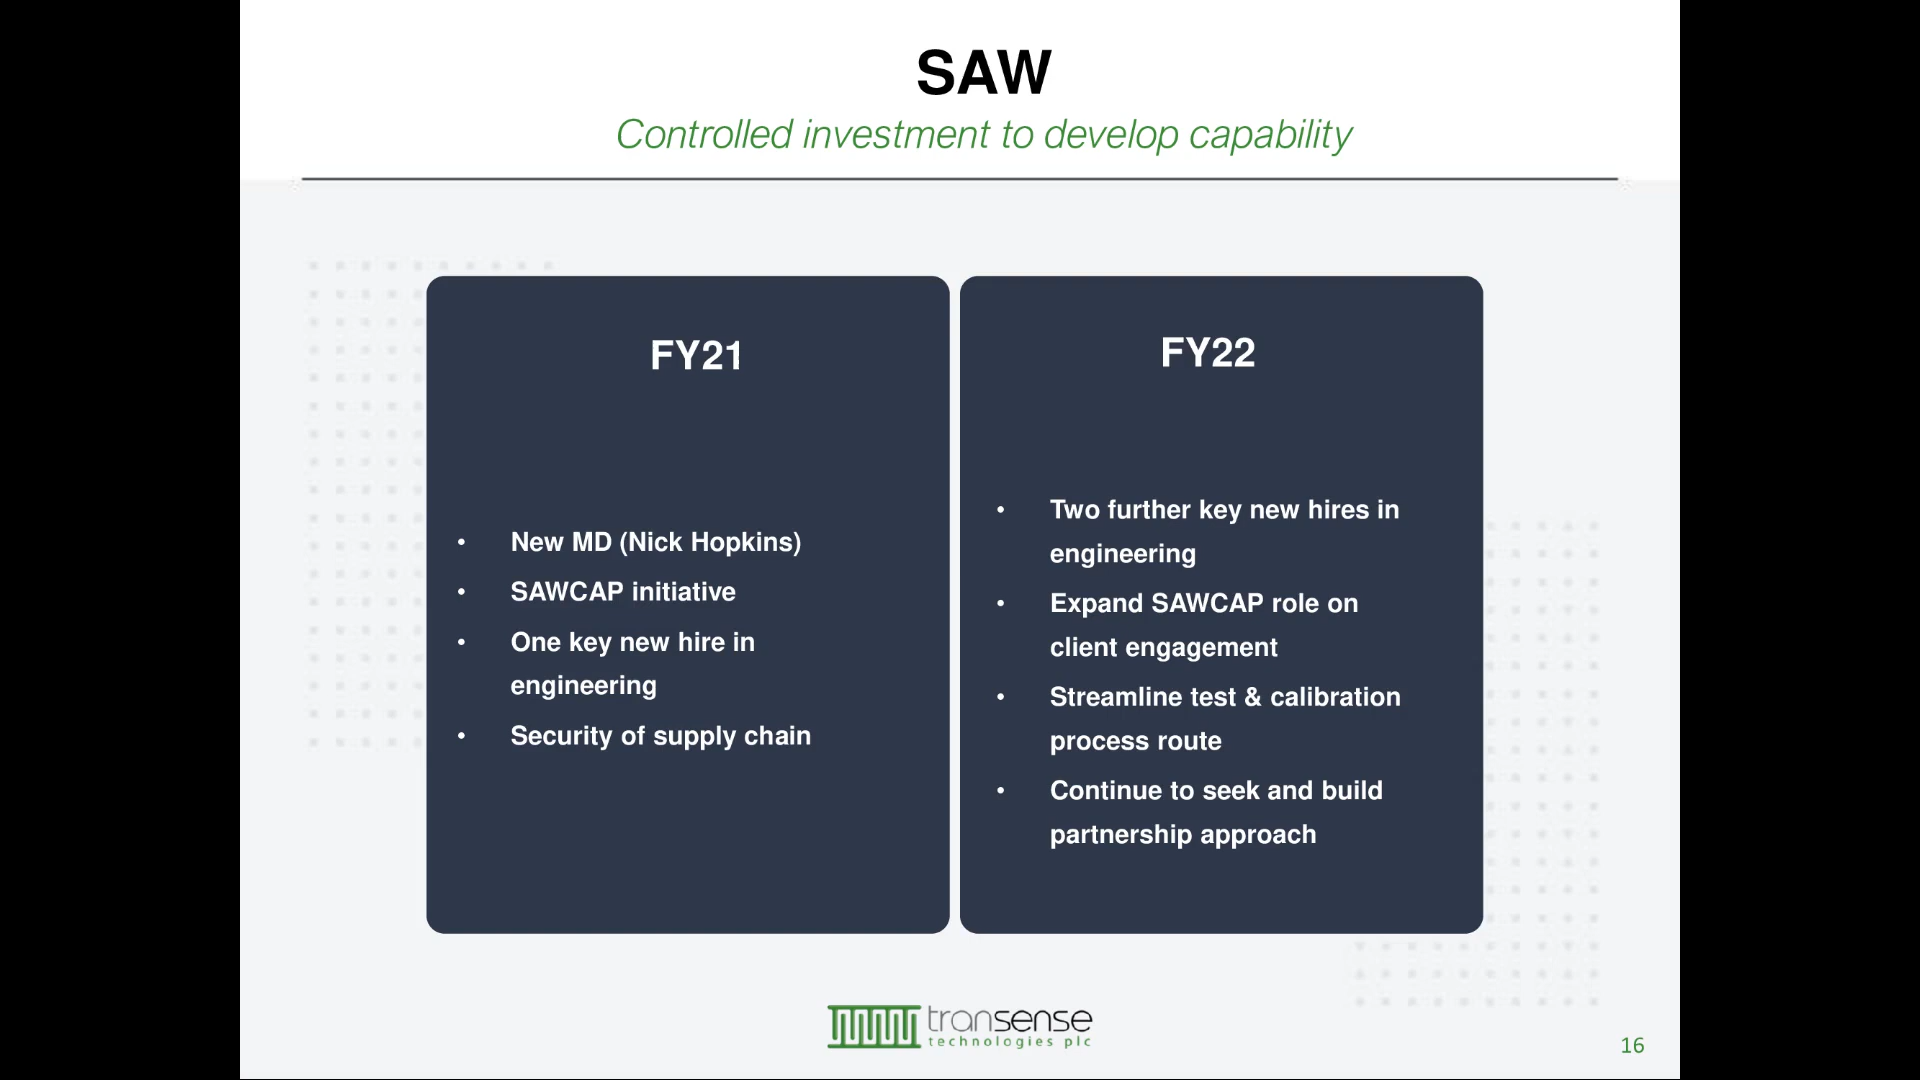 SAW
Controlled investment to develop capability
FY21
• New MD (Nick Hopkins)
• SAWCAP initiative
• One key new hire in
engineering
• Security of supply chain
FY22
• Two further key new hires in
engineering
• Expand SAWCAP role on
client engagement
• Streamline test & calibration
process route
• Continue to seek and build
partnership approach
transense
technologies plc
16